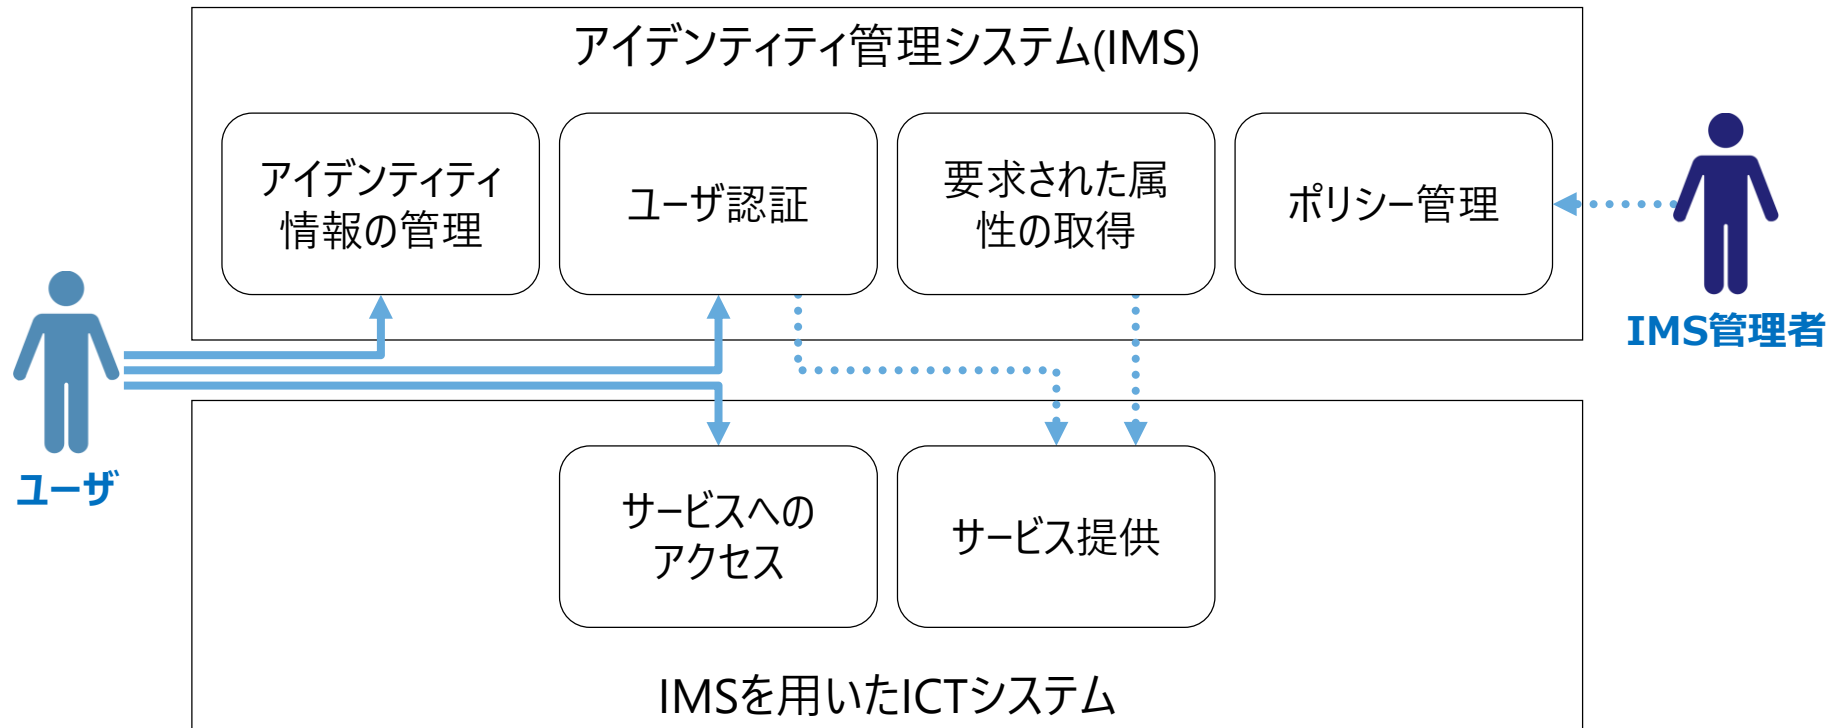 アイデンティティ管理システム(IMS)
アイデンティティ
情報の管理
ユーザ認証
要求された属
性の取得
ポリシー管理
IMS管理者
ユーザ
サービスへの
アクセス
サービス提供
IMSを用いたICTシステム